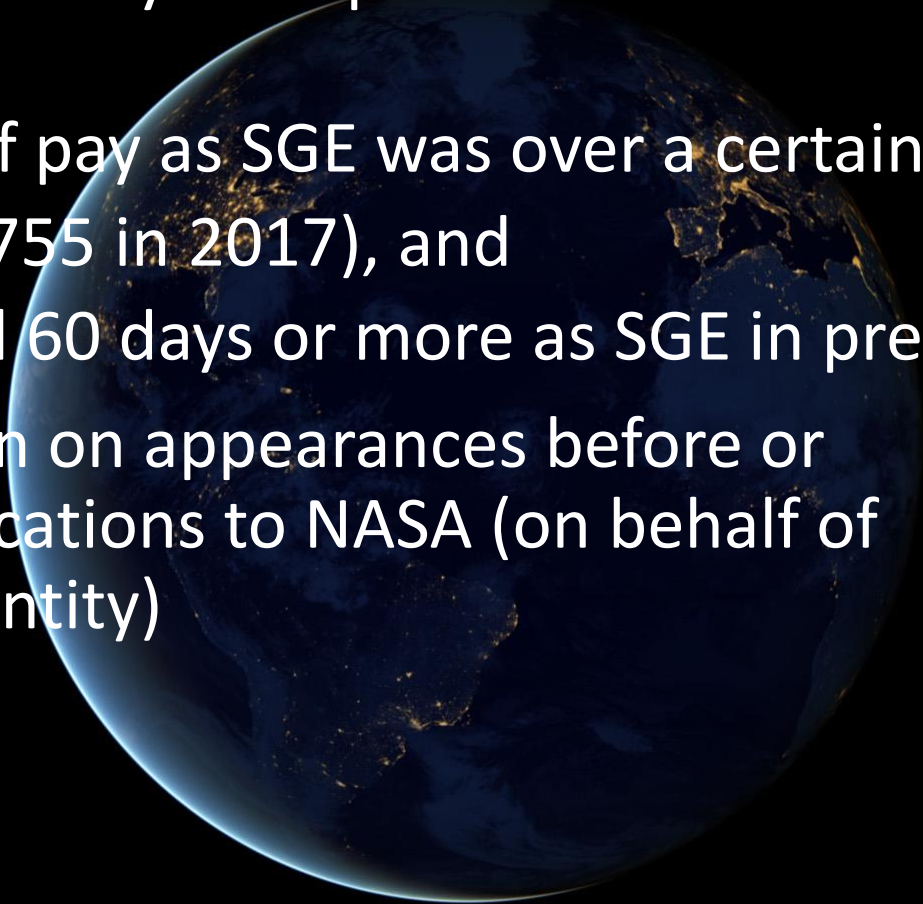 f pay as SGE was over a certain
755 in 2017), and
60 days or more as SGE in pre
n on appearances before or
cations to NASA (on behalf of
ntity)